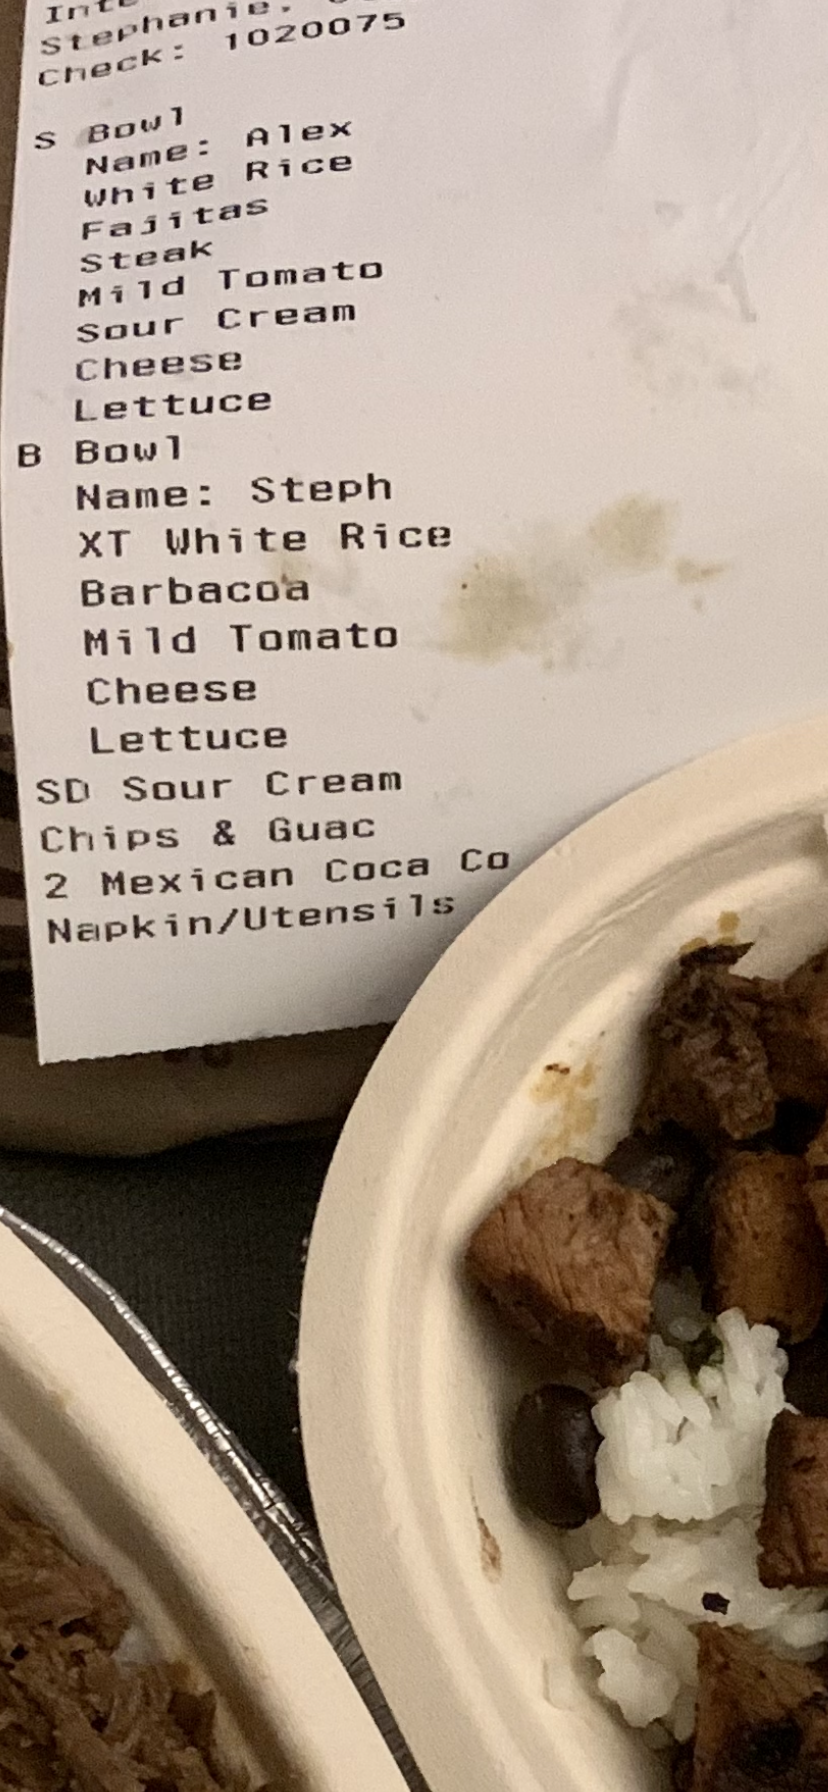 Stephanie.
Check: 1020075
S Bowl
Name: Alex
White Rice
Fajitas
Steak
Mild Tomato
Sour Cream
Cheese
Lettuce
B Bowl
Name: Steph
XT White Rice
Barbacoa
Mild Tomato
Cheese
Lettuce
SD Sour Cream
Chips & Guac
2 Mexican Coca Co
Napkin/Utensils